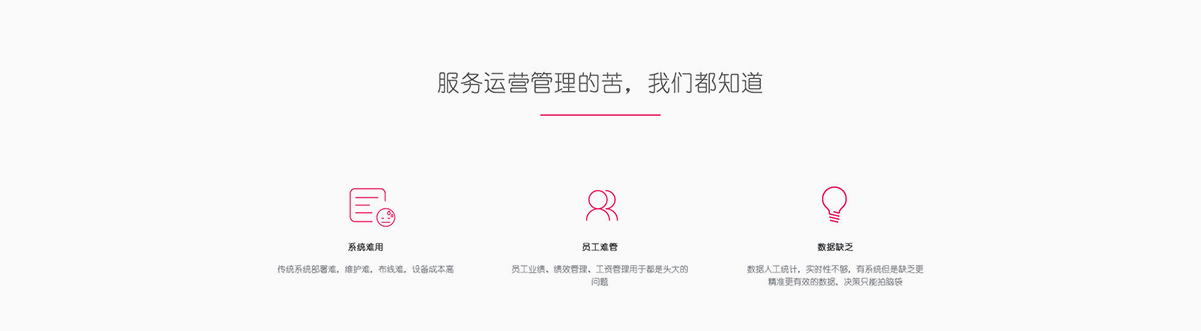 服务运营管理的苦，我们都知道
系统难用
员工难管
数据缺乏
传统系统部署难，维护难，布线难，设备成本高
员工业绩、绩效管理、工资管理用于都是头大的
问题
数据人工统计，实时性不够，有系统但是缺乏更
精准更有效的数据，决策只能拍脑袋